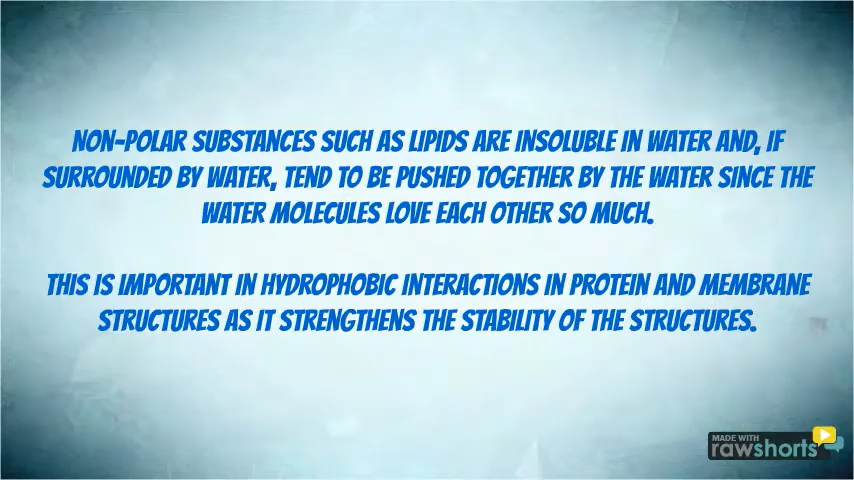 NON-POLAR SUBSTANCES SUCH AS LIPIDS ARE INSOLUBLE IN WATER AND, IF
SURROUNDED BY WATER, TEND TO BE PUSHED TOGETHER BY THE WATER SINCE THE
WATER MOLECULES LOVE EACH OTHER SO MUCH.
THIS IS IMPORTANT IN HYDROPHOBIC INTERACTIONS IN PROTEIN AND MEMBRANE
STRUCTURES AS IT STRENGTHENS THE STABILITY OF THE STRUCTURES.
MADE WITH
rawshorts